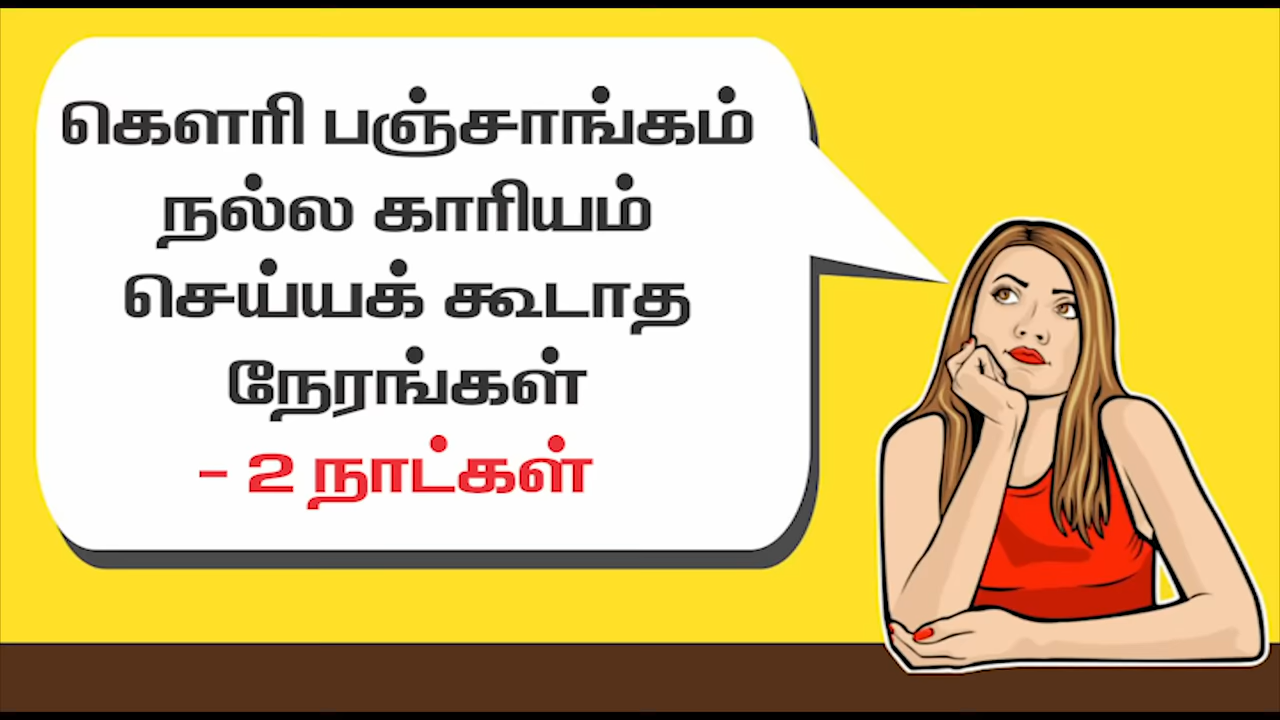 கௌரி பஞ்சாங்கம்
நல்ல காரியம்
செய்யக் கூடாத
நேரங்கள்
- 2 நாட்கள்